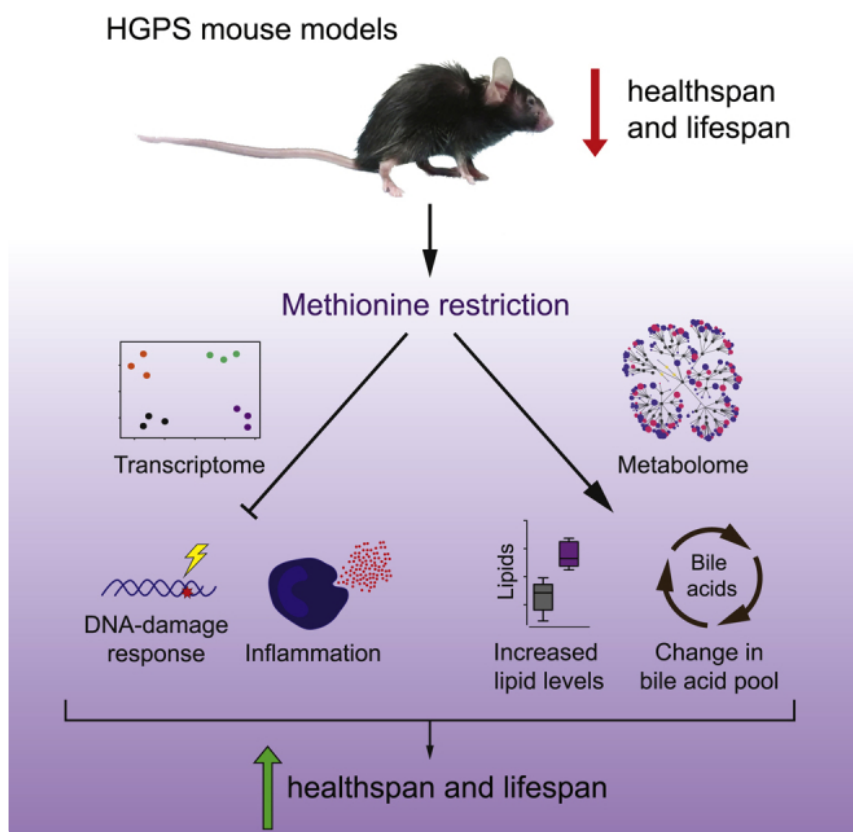 HGPS mouse models
healthspan
and lifespan
Methionine restriction
Transcriptome
Metabolome
DNA-damage
response
Inflammation
Lipids
Increased
lipid levels
Bile
acids
Change in
bile acid pool
healthspan and lifespan